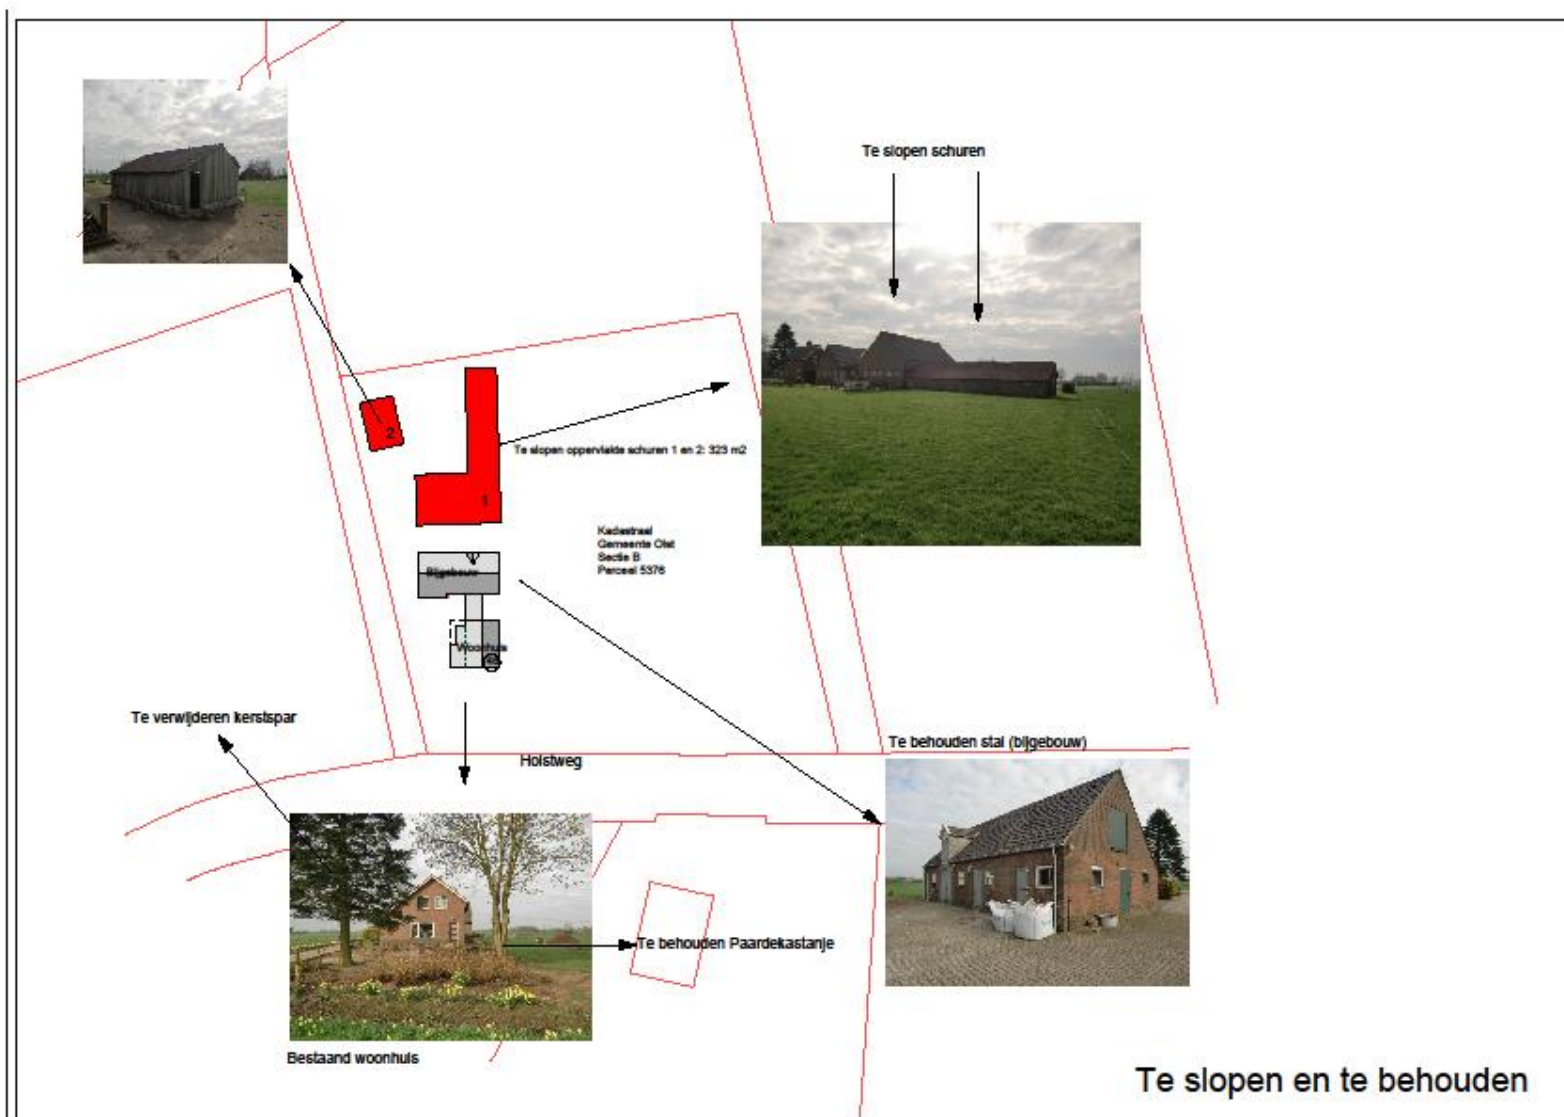 Te slopen schuren
2
Te slopen oppervlakte schuren 1 en 2: 323 m2
1
Kadastraal
Gemeente Olst
Sectie B
Perceel 5376
Bijgebouw
Woonhuis
Te verwijderen kerstspar
Te behouden stal (bijgebouw)
Holstweg
Te behouden Paardekastanje
Bestaand woonhuis
Te slopen en te behouden